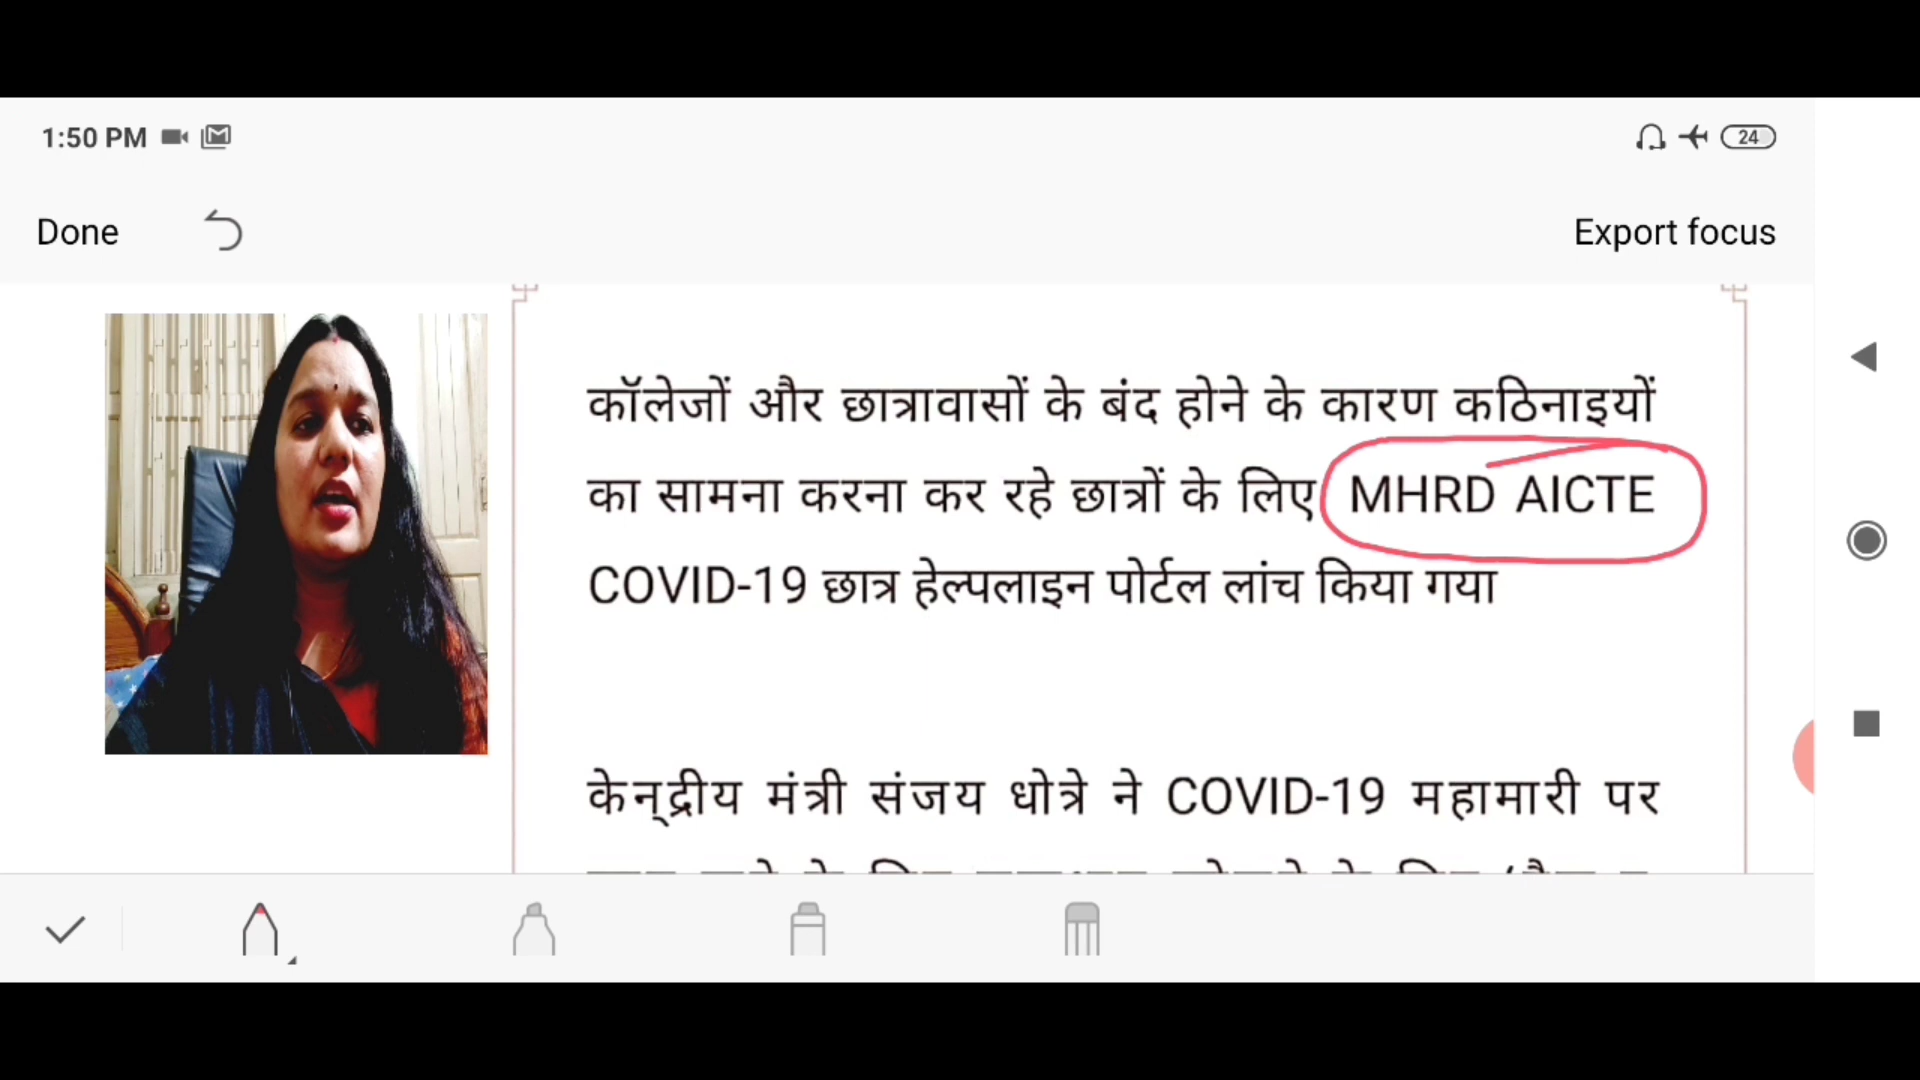 1:50 PM
24
Done
Export focus
कॉलेजों और छात्रावासों के बंद होने के कारण कठिनाइयों
का सामना करना कर रहे छात्रों के लिए MHRD AICTE
COVID-19 छात्र हेल्पलाइन पोर्टल लांच किया गया
केन्द्रीय मंत्री संजय धोत्रे ने COVID-19 महामारी पर